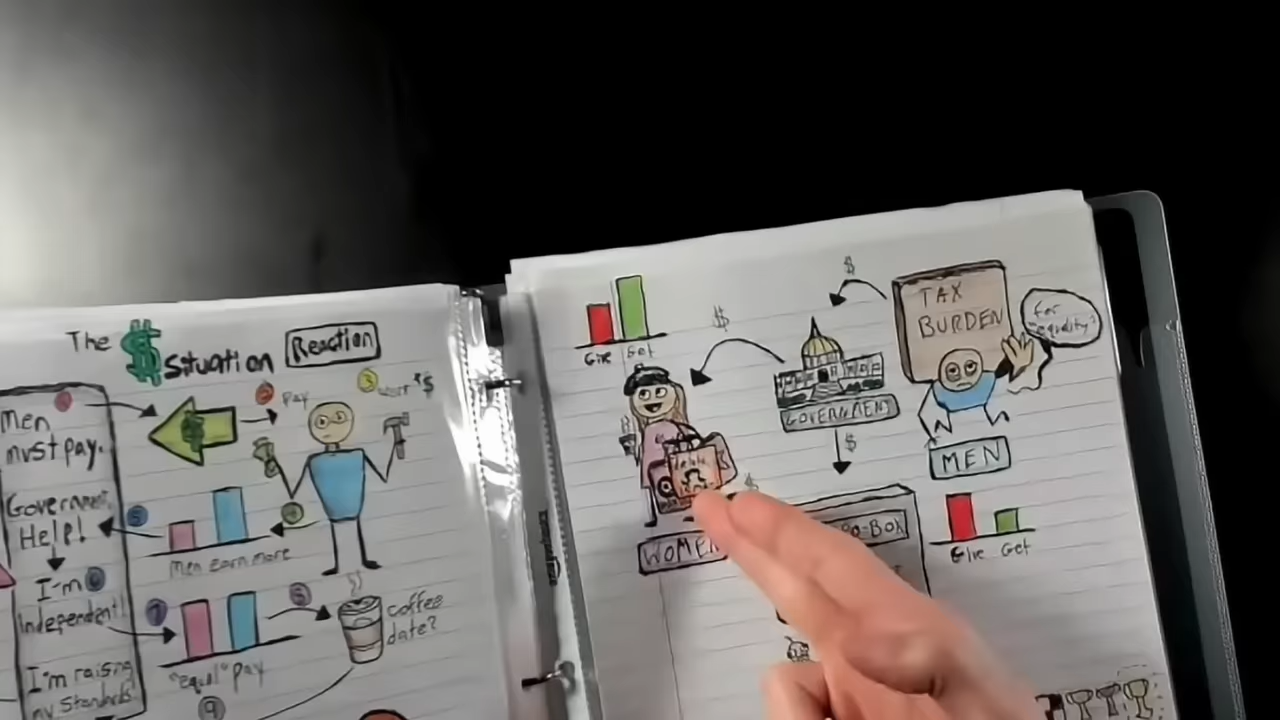 The $ Situation Reaction
Men
must pay.
Government
Help!
I'm
Independent!
I'm raising
my Standards!
Pay
Men earn more
"Equal" Pay
coffee
date?
Give Get
$
$
TAX
BURDEN
for
equality?
GOVERNMENT
$
MEN
WOMEN
$
Give Get